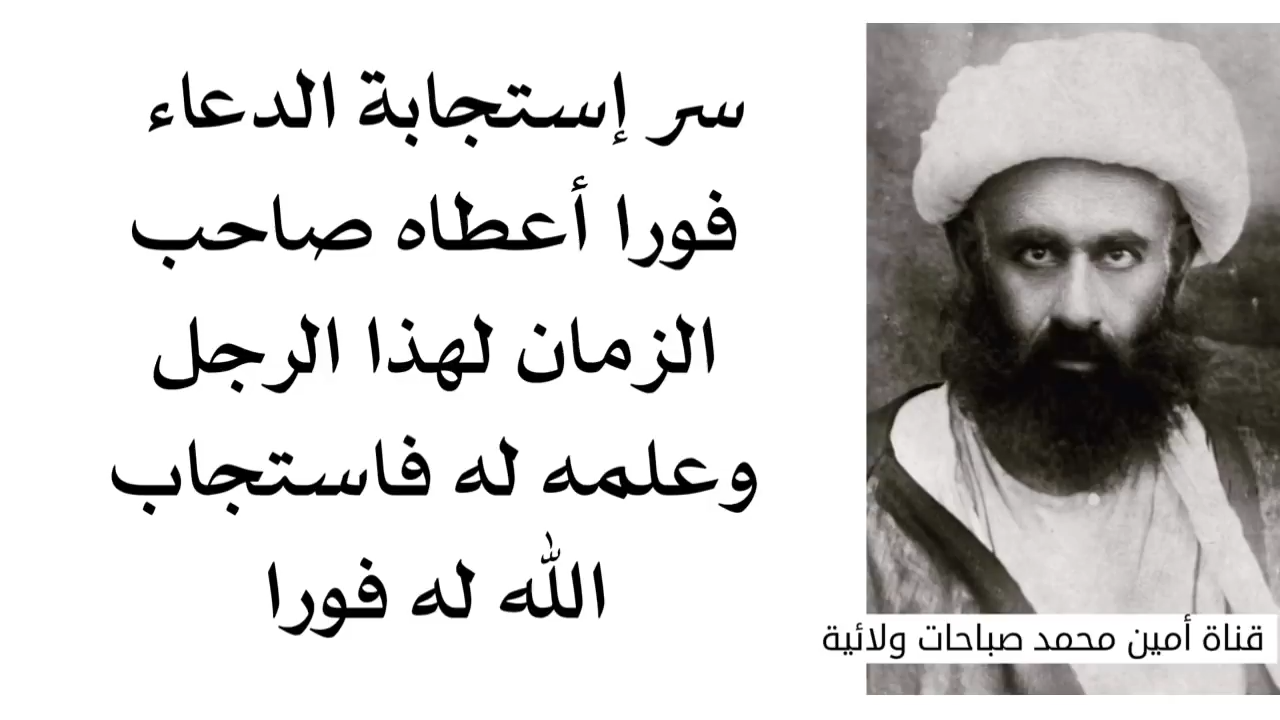 سر إستجابة الدعاء
فورا أعطاه صاحب
الزمان لهذا الرجل
وعلمه له فاستجاب
الله له فورا
قناة أمين محمد صباحات ولائية